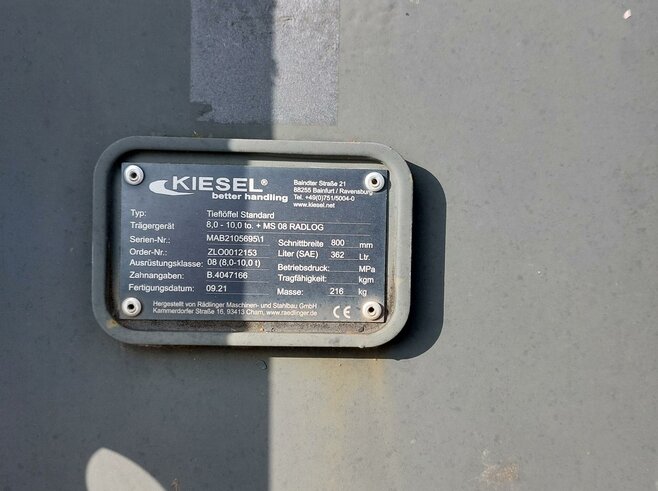 KIESEL®
better handling
Baindter Straße 21
88255 Bainfurt / Ravensburg
Tel. +49(0)751/5004-0
www.kiesel.net
Typ: Tieflöffel Standard
Trägergerät 8,0 - 10,0 to. + MS 08 RADLOG
Serien-Nr.: MAB2105695\1 Schnittbreite 800 mm
Order-Nr.: ZLO0012153 Liter (SAE) 362 Ltr.
Ausrüstungsklasse: 08 (8,0-10,0 t) Betriebsdruck: MPa
Zahnangaben: B.4047166 Tragfähigkeit: kgm
Fertigungsdatum: 09.21 Masse: 216 kg
Hergestellt von Rädlinger Maschinen- und Stahlbau GmbH
Kammerdorfer Straße 16, 93413 Cham, www.raedlinger.de
CE